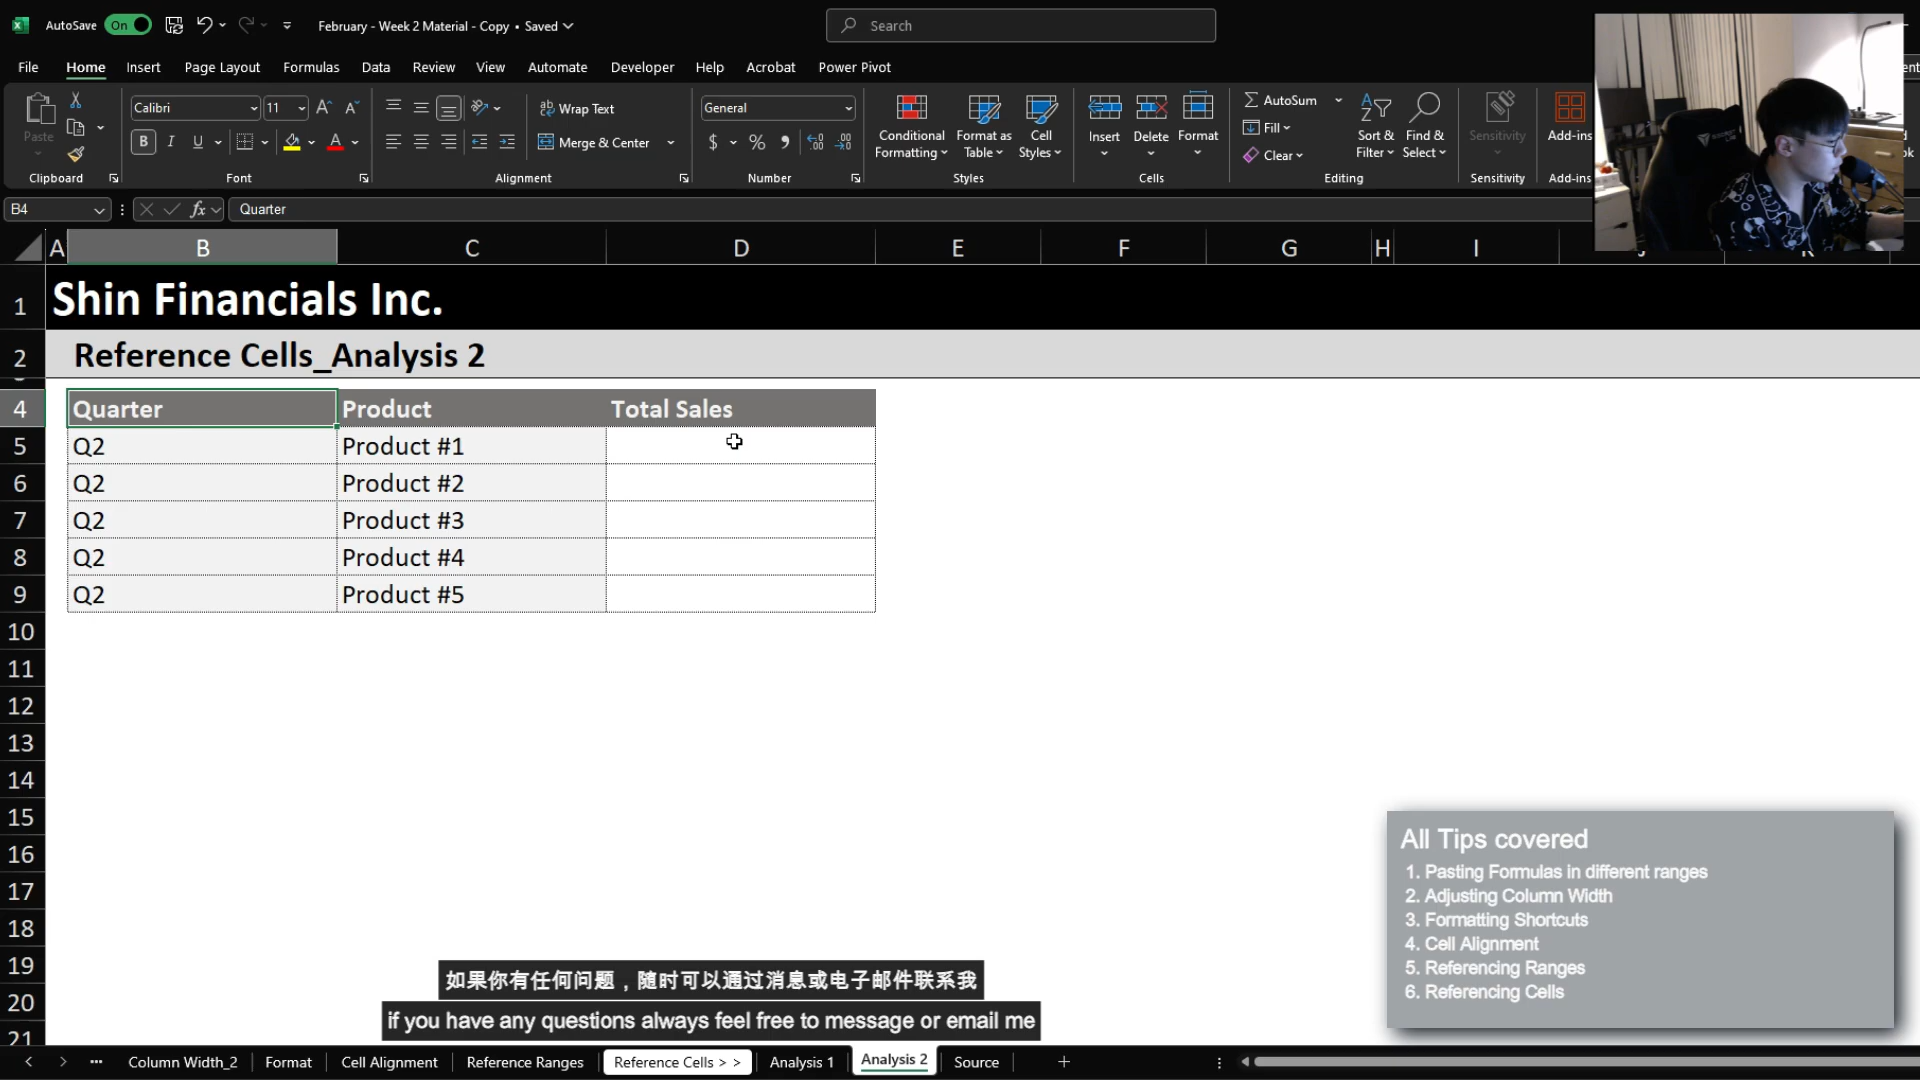 AutoSave On February - Week 2 Material - Copy • Saved Search
File Home Insert Page Layout Formulas Data Review View Automate Developer Help Acrobat Power Pivot
Paste Calibri 11 Wrap Text General AutoSum
B I U Merge & Center $ % Fill Clear
Conditional Formatting Format as Table Cell Styles Insert Delete Format Sort & Filter Find & Select Sensitivity Add-ins
Clipboard Font Alignment Number Styles Cells Editing Sensitivity Add-ins
B4 fx Quarter
A B C D E F G H I
1 Shin Financials Inc.
2 Reference Cells_Analysis 2
4 Quarter Product Total Sales
5 Q2 Product #1
6 Q2 Product #2
7 Q2 Product #3
8 Q2 Product #4
9 Q2 Product #5
10
11
12
13
14
15
16
17
18
19
20
21
All Tips covered
1. Pasting Formulas in different ranges
2. Adjusting Column Width
3. Formatting Shortcuts
4. Cell Alignment
5. Referencing Ranges
6. Referencing Cells
如果你有任何问题，随时可以通过消息或电子邮件联系我
if you have any questions always feel free to message or email me
Column Width_2 Format Cell Alignment Reference Ranges Reference Cells > > Analysis 1 Analysis 2 Source